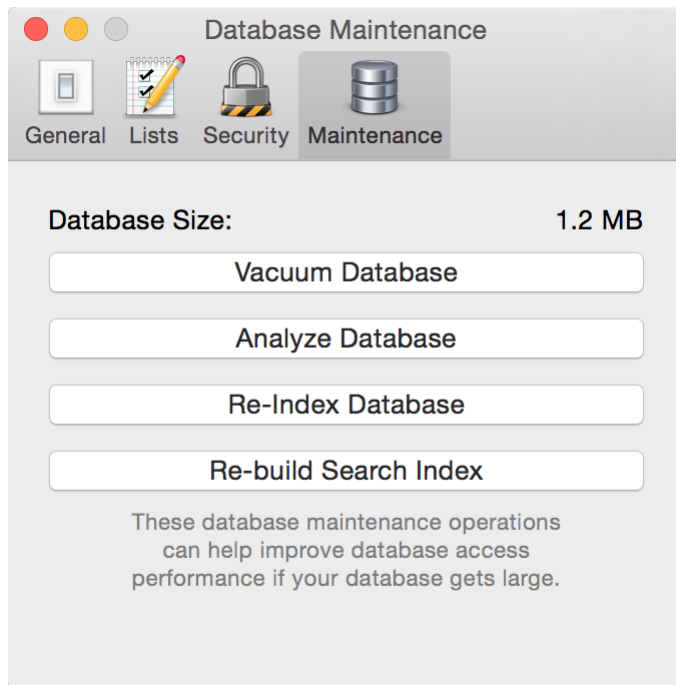 Database Maintenance
General Lists Security Maintenance
Database Size: 1.2 MB
Vacuum Database
Analyze Database
Re-Index Database
Re-build Search Index
These database maintenance operations
can help improve database access
performance if your database gets large.